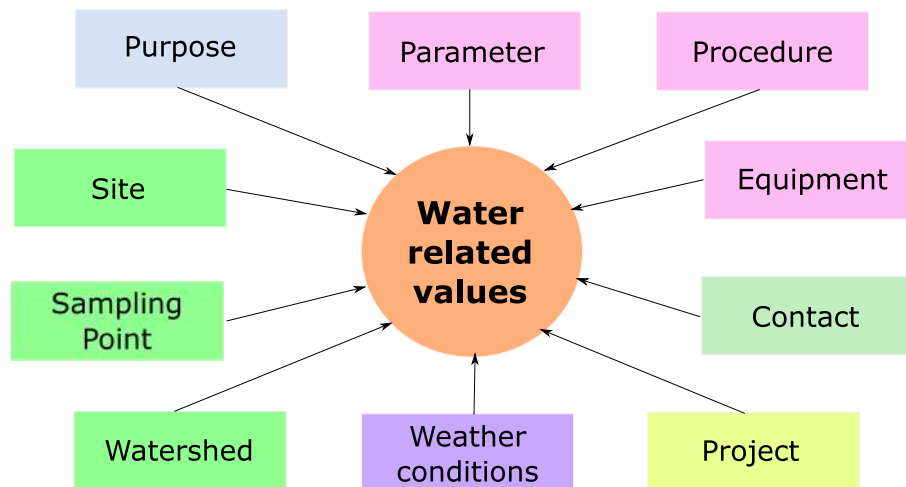 Purpose
Parameter
Procedure
Site
Equipment
Water
related
values
Sampling
Point
Contact
Watershed
Weather
conditions
Project